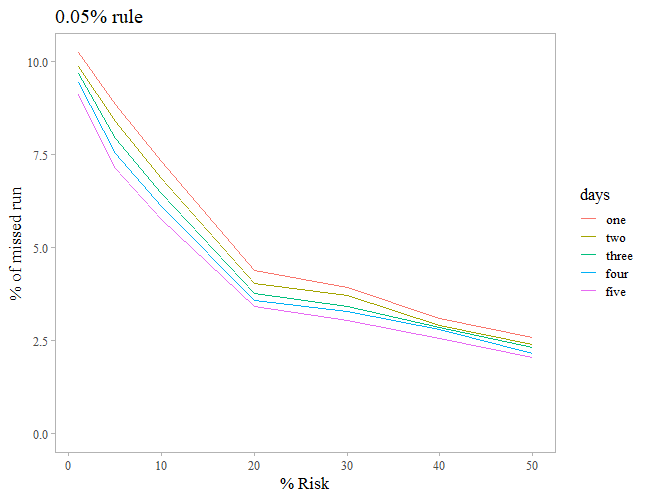 0.05% rule
% of missed run
10.0
7.5
5.0
2.5
0.0
0
10
20
30
40
50
% Risk
days
one
two
three
four
five